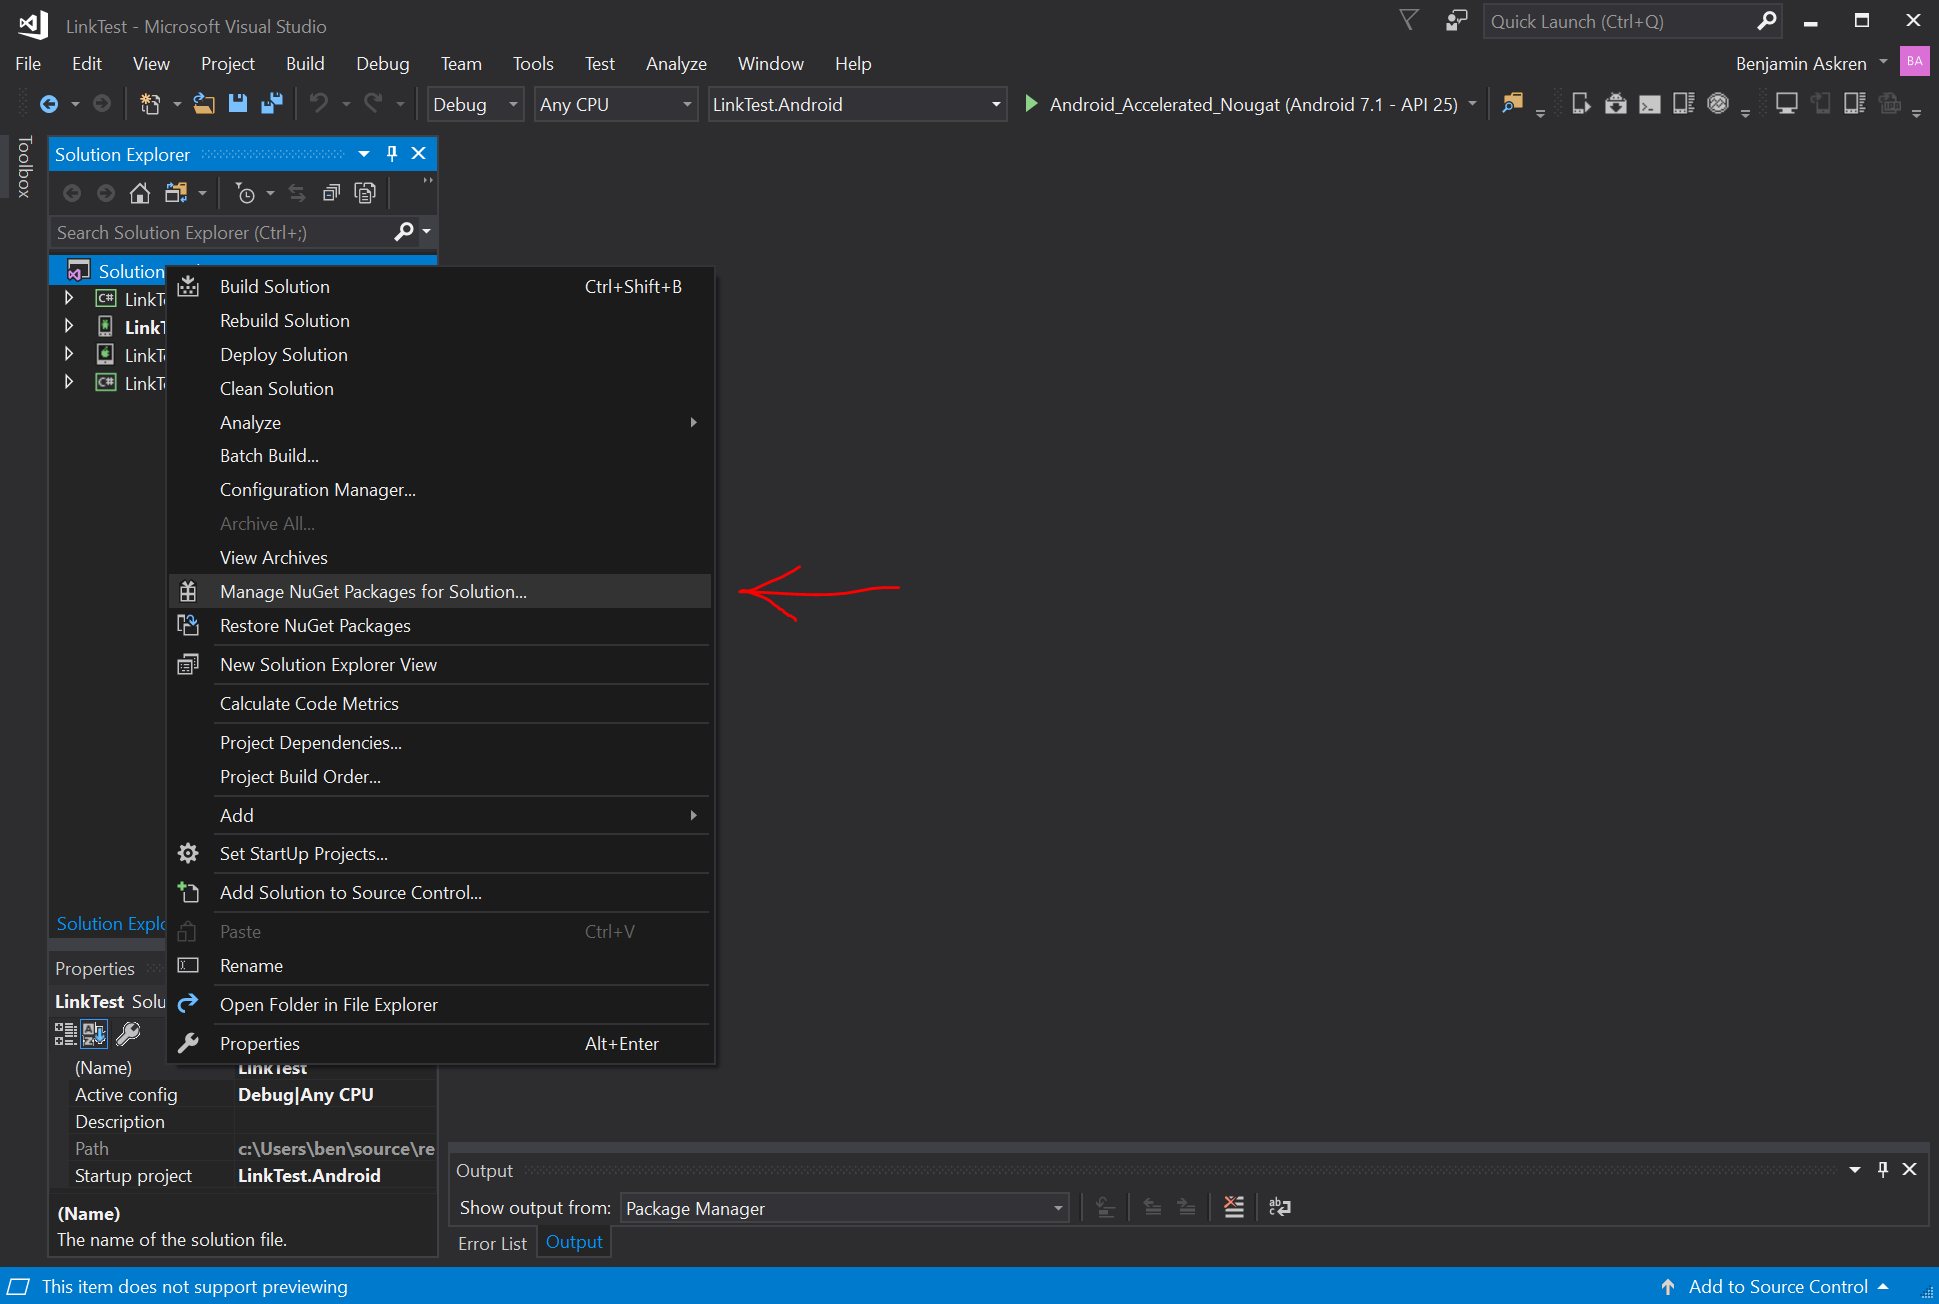 LinkTest - Microsoft Visual Studio
Quick Launch (Ctrl+Q)
File Edit View Project Build Debug Team Tools Test Analyze Window Help
Benjamin Askren BA
Debug Any CPU LinkTest.Android Android_Accelerated_Nougat (Android 7.1 - API 25)
Toolbox
Solution Explorer
Search Solution Explorer (Ctrl+;)
Solution
Build Solution Ctrl+Shift+B
Rebuild Solution
Deploy Solution
Clean Solution
Analyze
Batch Build...
Configuration Manager...
Archive All...
View Archives
Manage NuGet Packages for Solution...
Restore NuGet Packages
New Solution Explorer View
Calculate Code Metrics
Project Dependencies...
Project Build Order...
Add
Set StartUp Projects...
Add Solution to Source Control...
Paste Ctrl+V
Rename
Open Folder in File Explorer
Properties Alt+Enter
Solution Explo
Properties
LinkTest Solu
(Name) LinkTest
Active config Debug|Any CPU
Description
Path c:\Users\ben\source\re
Startup project LinkTest.Android
(Name)
The name of the solution file.
Output
Show output from: Package Manager
Error List Output
This item does not support previewing
Add to Source Control